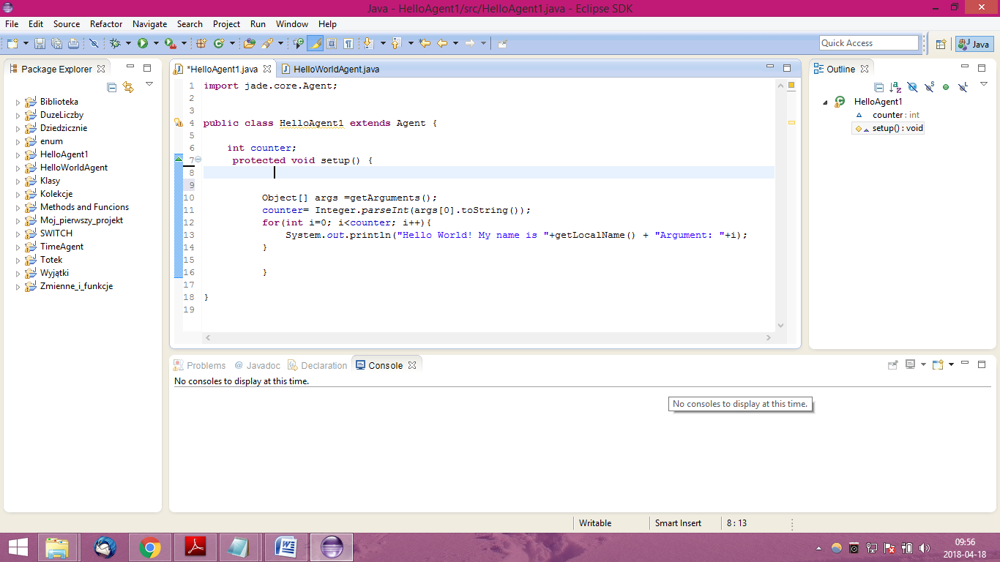 Java - HelloAgent1/src/HelloAgent1.java - Eclipse SDK
File Edit Source Refactor Navigate Search Project Run Window Help
Quick Access
Java
Package Explorer
Biblioteka
DuzeLiczby
Dziedzicznie
enum
HelloAgent1
HelloWorldAgent
Klasy
Kolekcje
Methods and Funcions
Moj_pierwszy_projekt
SWITCH
TimeAgent
Totek
Wyjątki
Zmienne_i_funkcje
*HelloAgent1.java HelloWorldAgent.java
1 import jade.core.Agent;
2
3
4 public class HelloAgent1 extends Agent {
5
6 int counter;
7 protected void setup() {
8
9
10 Object[] args =getArguments();
11 counter= Integer.parseInt(args[0].toString());
12 for(int i=0; i<counter; i++){
13 System.out.println("Hello World! My name is "+getLocalName() + "Argument: "+i);
14 }
15
16 }
17
18 }
19
Outline
HelloAgent1
counter : int
setup() : void
Problems @ Javadoc Declaration Console
No consoles to display at this time.
No consoles to display at this time.
Writable Smart Insert 8 : 13
09:56
2018-04-18